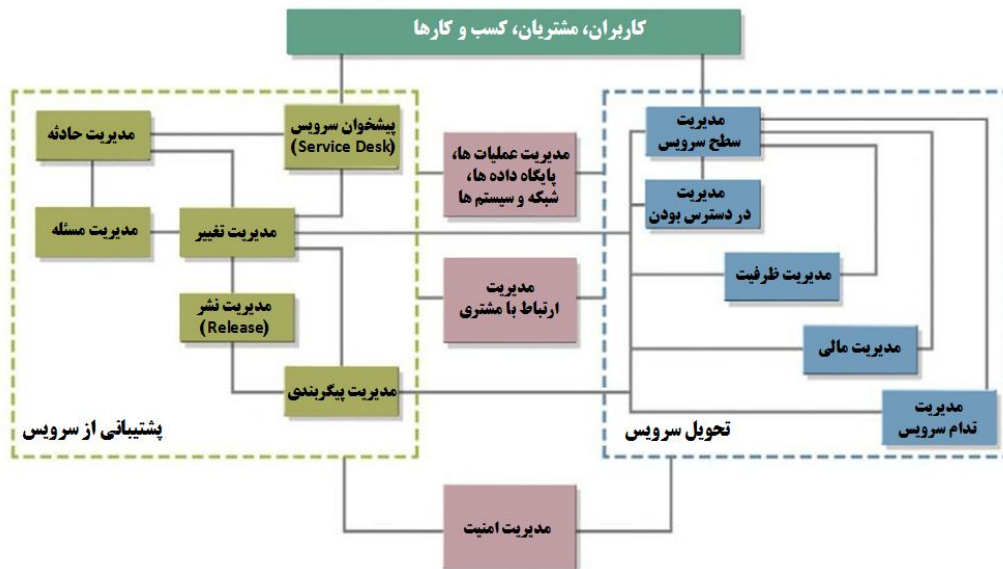 کاربران، مشتریان، کسب و کارها
پیشخوان سرویس
(Service Desk)
مدیریت حادثه
مدیریت تغییر
مدیریت مسئله
مدیریت نشر
(Release)
مدیریت پیگربندی
پشتیبانی از سرویس
مدیریت عملیات ها،
پایگاه داده ها،
شبکه و سیستم ها
مدیریت
ارتباط با مشتری
مدیریت امنیت
مدیریت
سطح سرویس
مدیریت
در دسترس بودن
مدیریت ظرفیت
مدیریت مالی
مدیریت
تدام سرویس
تحویل سرویس